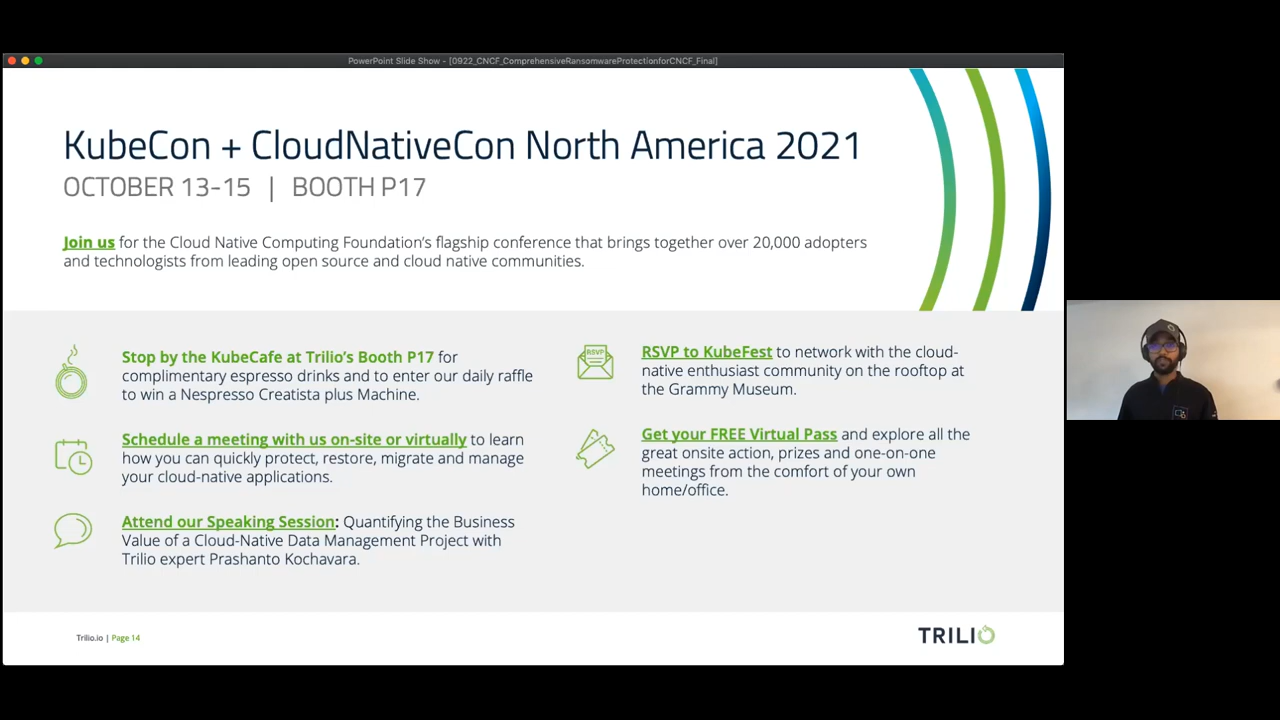 PowerPoint Slide Show - [0922_CNCF_ComprehensiveRansomwareProtectionforCNCF_Final]
KubeCon + CloudNativeCon North America 2021
OCTOBER 13-15 | BOOTH P17
Join us for the Cloud Native Computing Foundation's flagship conference that brings together over 20,000 adopters
and technologists from leading open source and cloud native communities.
Stop by the KubeCafe at Trilio's Booth P17 for
complimentary espresso drinks and to enter our daily raffle
to win a Nespresso Creatista plus Machine.
Schedule a meeting with us on-site or virtually to learn
how you can quickly protect, restore, migrate and manage
your cloud-native applications.
Attend our Speaking Session: Quantifying the Business
Value of a Cloud-Native Data Management Project with
Trilio expert Prashanto Kochavara.
RSVP
RSVP to KubeFest to network with the cloud-
native enthusiast community on the rooftop at
the Grammy Museum.
Get your FREE Virtual Pass and explore all the
great onsite action, prizes and one-on-one
meetings from the comfort of your own
home/office.
Trilio.io | Page 14
TRILIO